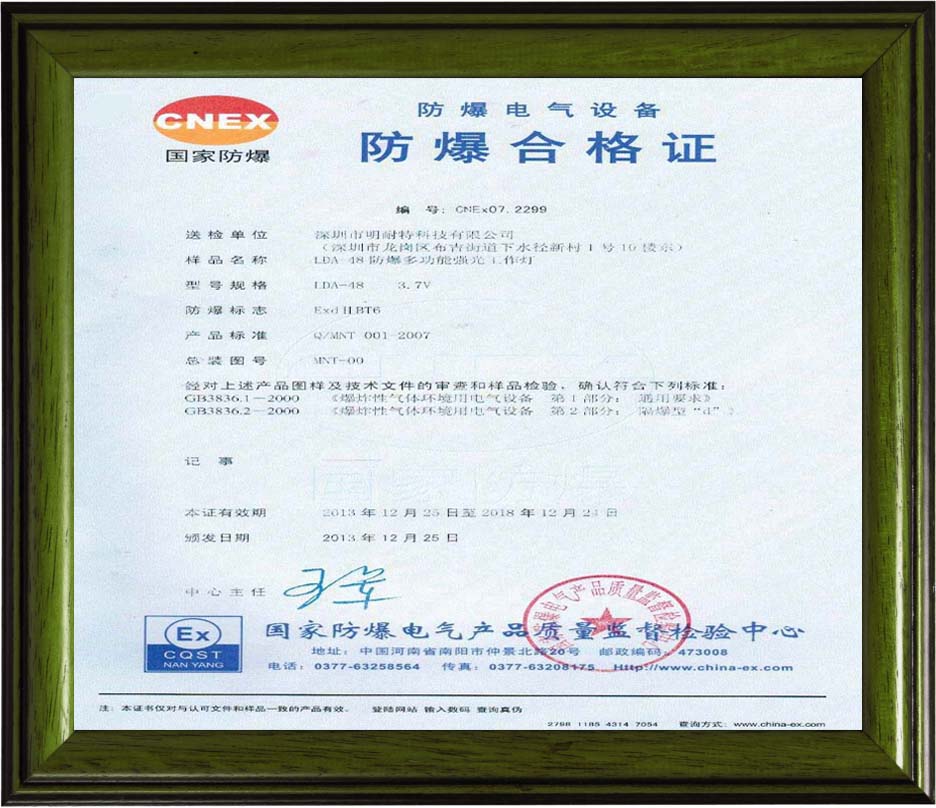 CNEX
国家防爆
防爆电气设备
防爆合格证
编 号：CNEx07.2299
送检单位 深圳市明耐特科技有限公司
（深圳市龙岗区布吉街道下水径新村1号10楼东）
样品名称 LDA-48防爆多功能强光工作灯
型号规格 LDA-48 3.7V
防爆标志 ExdⅡBT6
产品标准 Q/MNT 001-2007
总装图号 MNT-00
经对上述产品图样及技术文件的审查和样品检验，确认符合下列标准：
GB3836.1－2000 《爆炸性气体环境用电气设备 第1部分：通用要求》
GB3836.2－2000 《爆炸性气体环境用电气设备 第2部分：隔爆型“d”》
记 事
国家防爆
本证有效期 2013年12月25日至2018年12月24日
颁发日期 2013年12月25日
中心主任
Ex
CQST
NAN YANG
国家防爆电气产品质量监督检验中心
地址：中国河南省南阳市仲景北路20号 邮政编码：473008
电话：0377-63258564 传真：0377-63208175 Http://www.china-ex.com
注：本证书仅对与认可文件和样品一致的产品有效。 登陆网站 输入数码 查询真伪
2798 1185 4314 7054 查询方式：www.china-ex.com